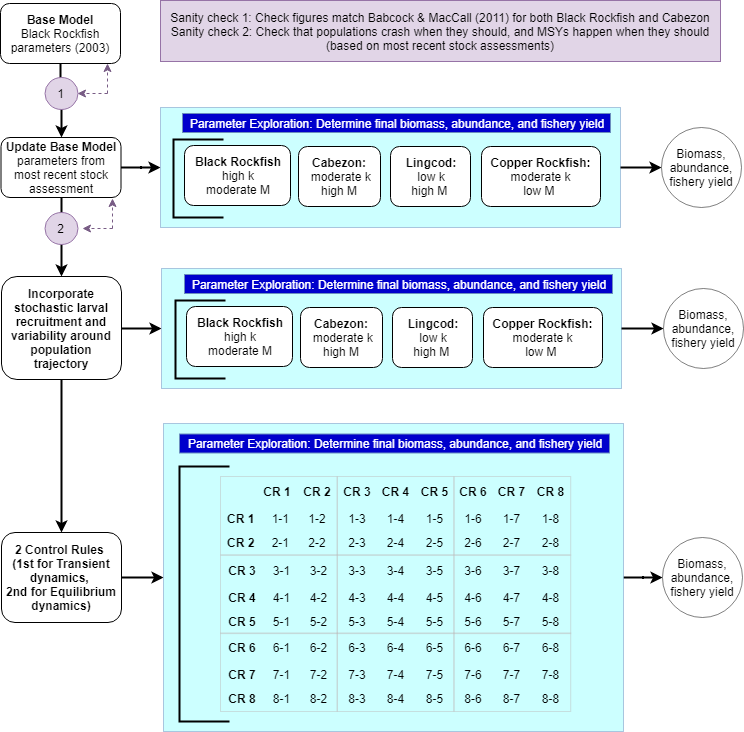 Base Model
Black Rockfish
parameters (2003)
Sanity check 1: Check figures match Babcock & MacCall (2011) for both Black Rockfish and Cabezon
Sanity check 2: Check that populations crash when they should, and MSYs happen when they should
(based on most recent stock assessments)
1
Update Base Model
parameters from
most recent stock
assessment
Parameter Exploration: Determine final biomass, abundance, and fishery yield
Black Rockfish
high k
moderate M
Cabezon:
moderate k
high M
Lingcod:
low k
high M
Copper Rockfish:
moderate k
low M
Biomass,
abundance,
fishery yield
2
Incorporate
stochastic larval
recruitment and
variability around
population
trajectory
Parameter Exploration: Determine final biomass, abundance, and fishery yield
Black Rockfish
high k
moderate M
Cabezon:
moderate k
high M
Lingcod:
low k
high M
Copper Rockfish:
moderate k
low M
Biomass,
abundance,
fishery yield
2 Control Rules
(1st for Transient
dynamics,
2nd for Equilibrium
dynamics)
Parameter Exploration: Determine final biomass, abundance, and fishery yield
CR 1 CR 2 CR 3 CR 4 CR 5 CR 6 CR 7 CR 8
CR 1 1-1 1-2 1-3 1-4 1-5 1-6 1-7 1-8
CR 2 2-1 2-2 2-3 2-4 2-5 2-6 2-7 2-8
CR 3 3-1 3-2 3-3 3-4 3-5 3-6 3-7 3-8
CR 4 4-1 4-2 4-3 4-4 4-5 4-6 4-7 4-8
CR 5 5-1 5-2 5-3 5-4 5-5 5-6 5-7 5-8
CR 6 6-1 6-2 6-3 6-4 6-5 6-6 6-7 6-8
CR 7 7-1 7-2 7-3 7-4 7-5 7-6 7-7 7-8
CR 8 8-1 8-2 8-3 8-4 8-5 8-6 8-7 8-8
Biomass,
abundance,
fishery yield